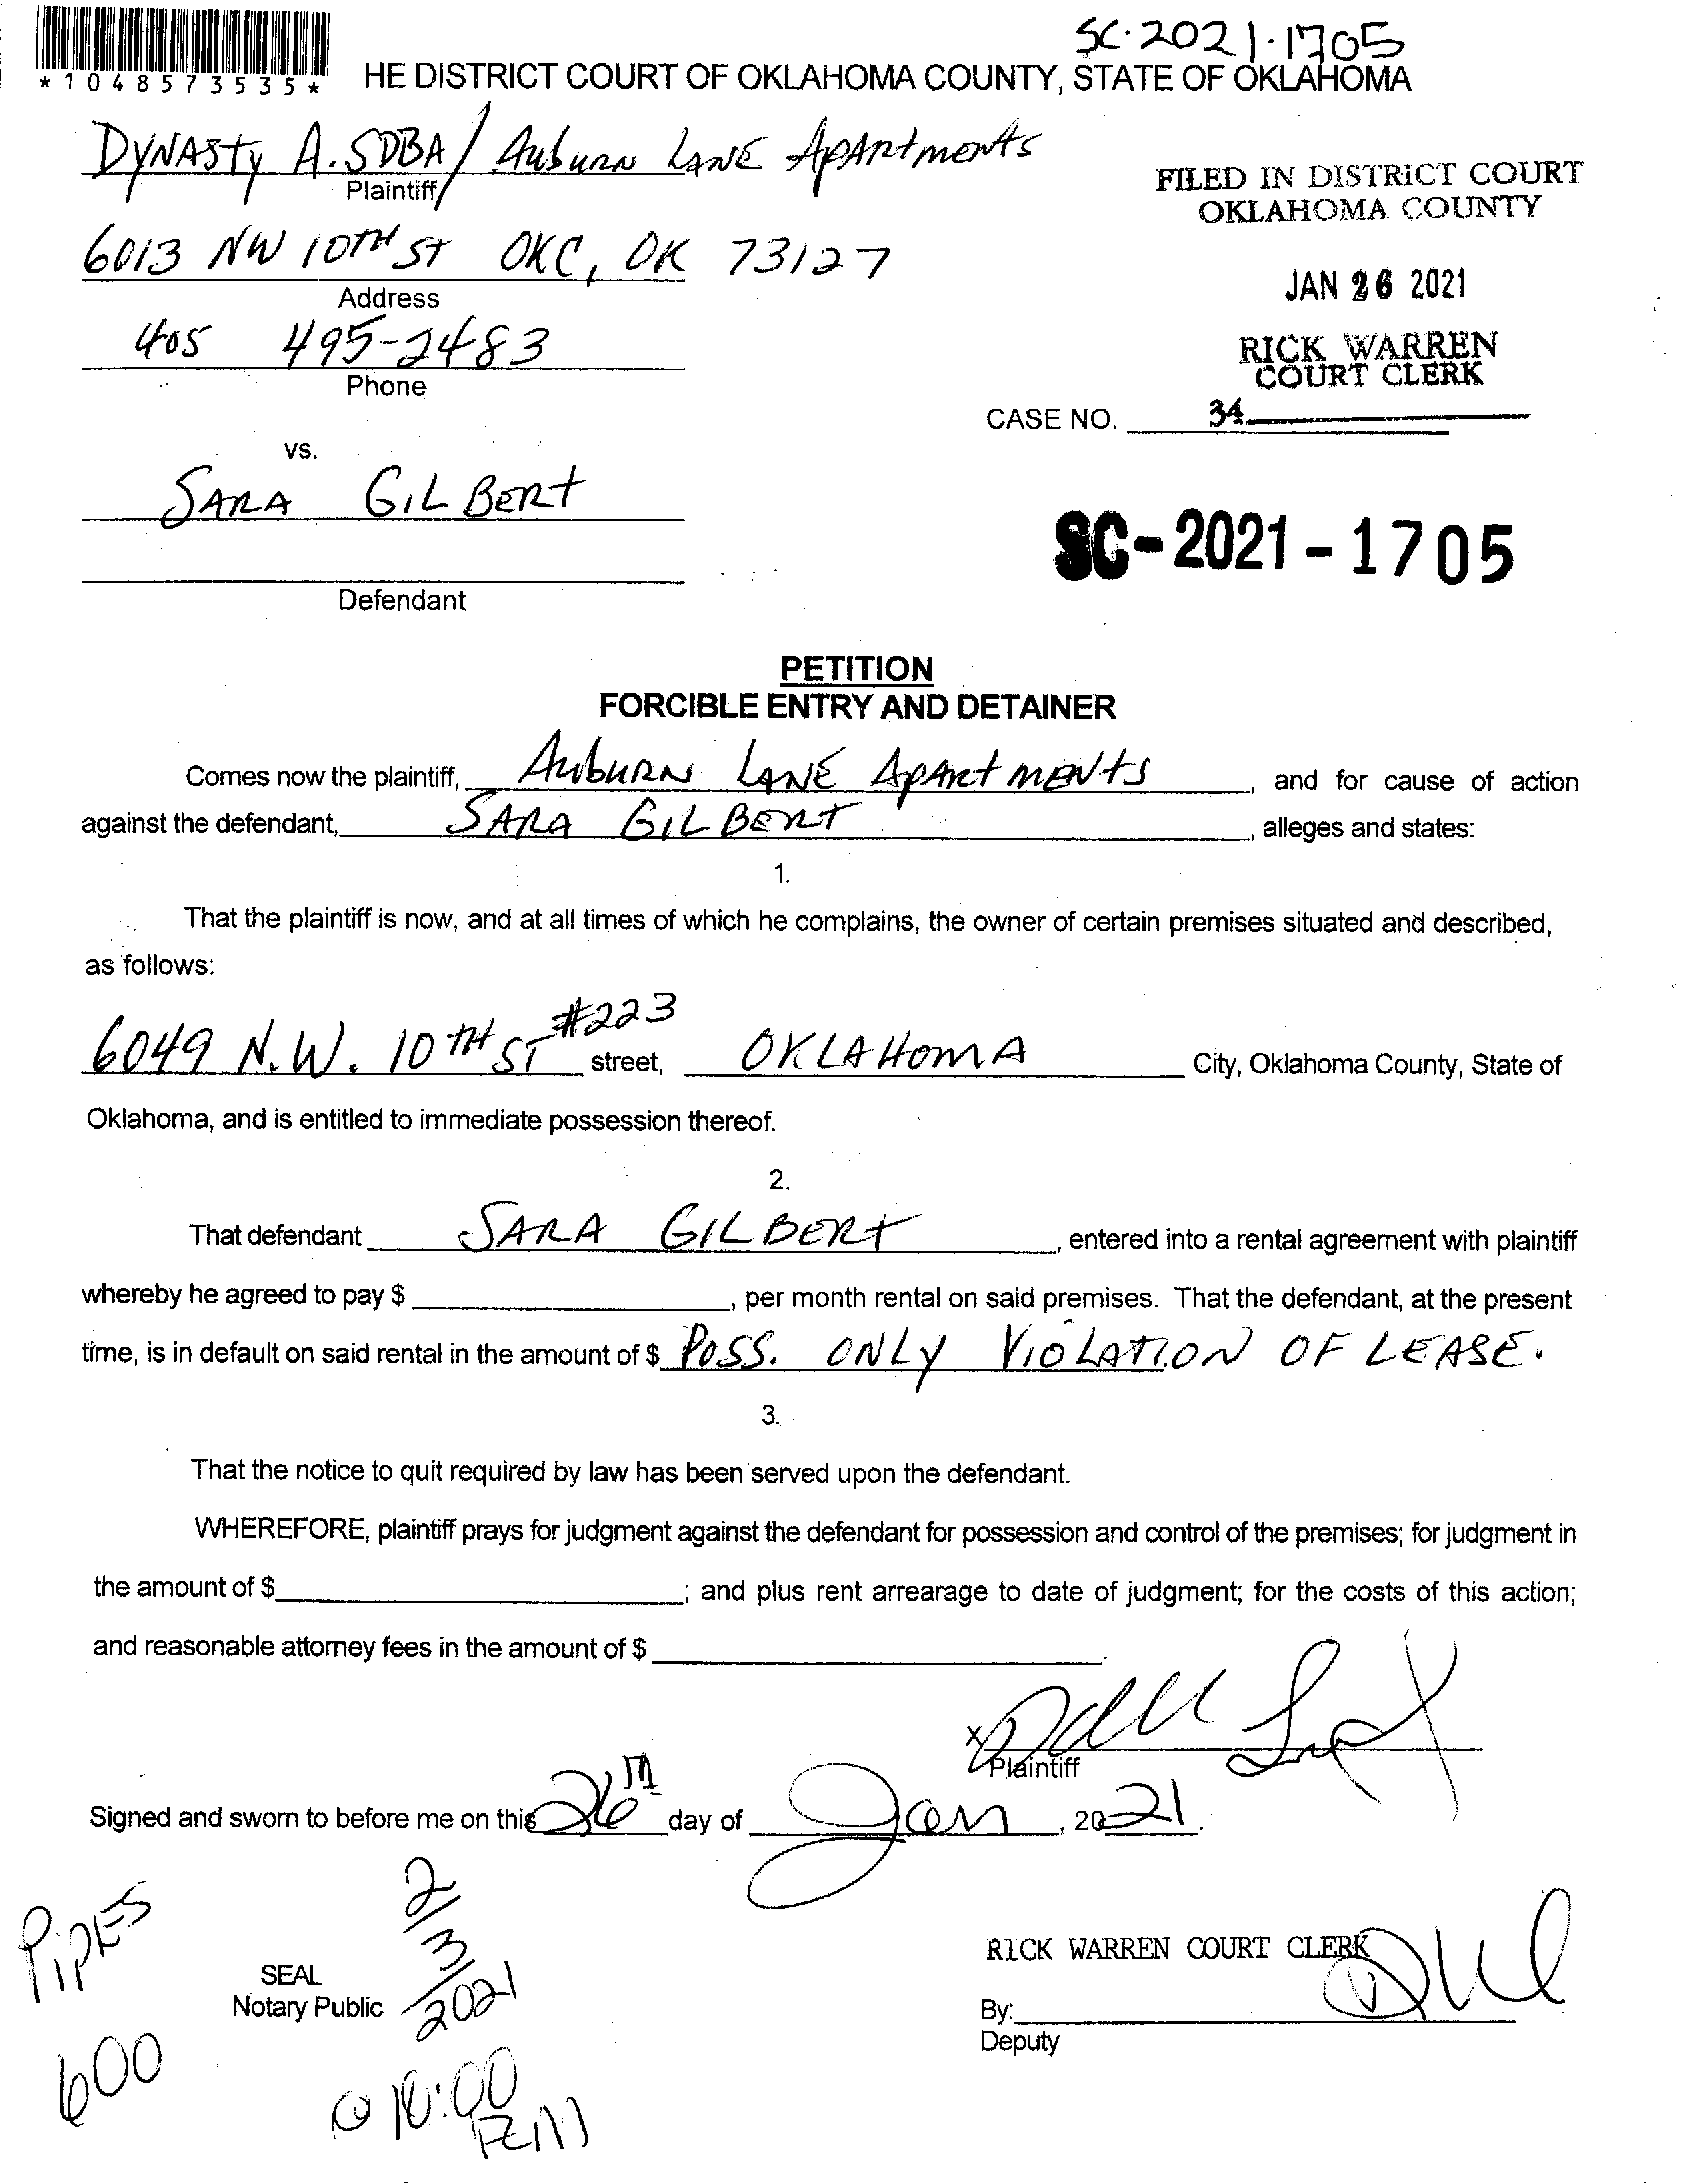 SC-2021-1705
*1048573535* HE DISTRICT COURT OF OKLAHOMA COUNTY, STATE OF OKLAHOMA
DYNASTY A. SDBA/ AubURN LANE APARtmentS
Plaintiff
FILED IN DISTRICT COURT
OKLAHOMA COUNTY
6013 NW 10TH ST OKC, OK 73127
Address
JAN 26 2021
405 495-2483
Phone
RICK WARREN
COURT CLERK
CASE NO. 34
vs.
SARA GILBERT
SC-2021-1705
Defendant
PETITION
FORCIBLE ENTRY AND DETAINER
Comes now the plaintiff, AubURN LANE APARtMENtS, and for cause of action
against the defendant, SARA GILBERT, alleges and states:
1.
That the plaintiff is now, and at all times of which he complains, the owner of certain premises situated and described,
as follows:
6049 N.W. 10TH ST #223 street, OKLAHOMA City, Oklahoma County, State of
Oklahoma, and is entitled to immediate possession thereof.
2.
That defendant SARA GILBERT, entered into a rental agreement with plaintiff
whereby he agreed to pay $ , per month rental on said premises. That the defendant, at the present
time, is in default on said rental in the amount of $ POSS. ONLY VIOLATION OF LEASE.
3.
That the notice to quit required by law has been served upon the defendant.
WHEREFORE, plaintiff prays for judgment against the defendant for possession and control of the premises; for judgment in
the amount of $ ; and plus rent arrearage to date of judgment; for the costs of this action;
and reasonable attorney fees in the amount of $ .
X
Plaintiff
Signed and sworn to before me on this 26th day of Jan, 2021.
PIPES
600
2/3/2021
SEAL
Notary Public
RICK WARREN COURT CLERK
By:
Deputy